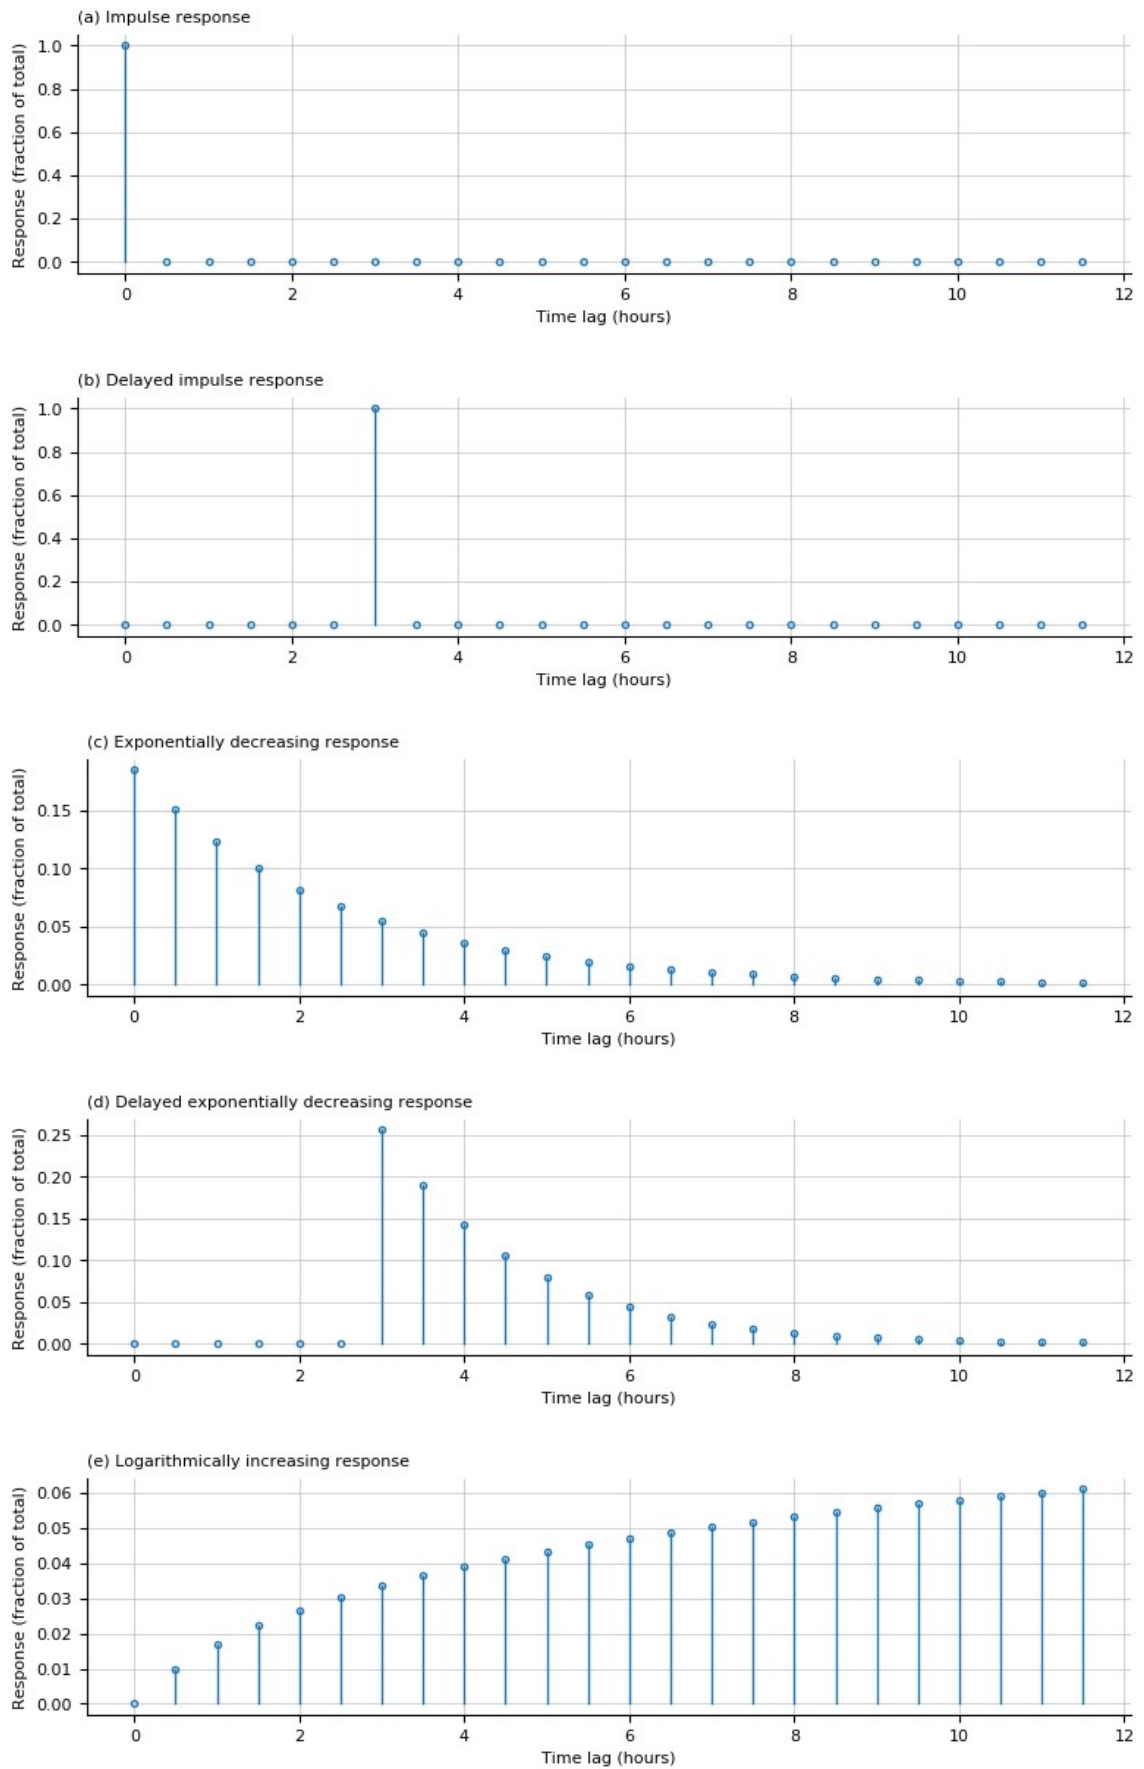 (a) Impulse response
Response (fraction of total)
1.0
0.8
0.6
0.4
0.2
0.0
0 2 4 6 8 10 12
Time lag (hours)
(b) Delayed impulse response
Response (fraction of total)
1.0
0.8
0.6
0.4
0.2
0.0
0 2 4 6 8 10 12
Time lag (hours)
(c) Exponentially decreasing response
Response (fraction of total)
0.15
0.10
0.05
0.00
0 2 4 6 8 10 12
Time lag (hours)
(d) Delayed exponentially decreasing response
Response (fraction of total)
0.25
0.20
0.15
0.10
0.05
0.00
0 2 4 6 8 10 12
Time lag (hours)
(e) Logarithmically increasing response
Response (fraction of total)
0.06
0.05
0.04
0.03
0.02
0.01
0.00
0 2 4 6 8 10 12
Time lag (hours)